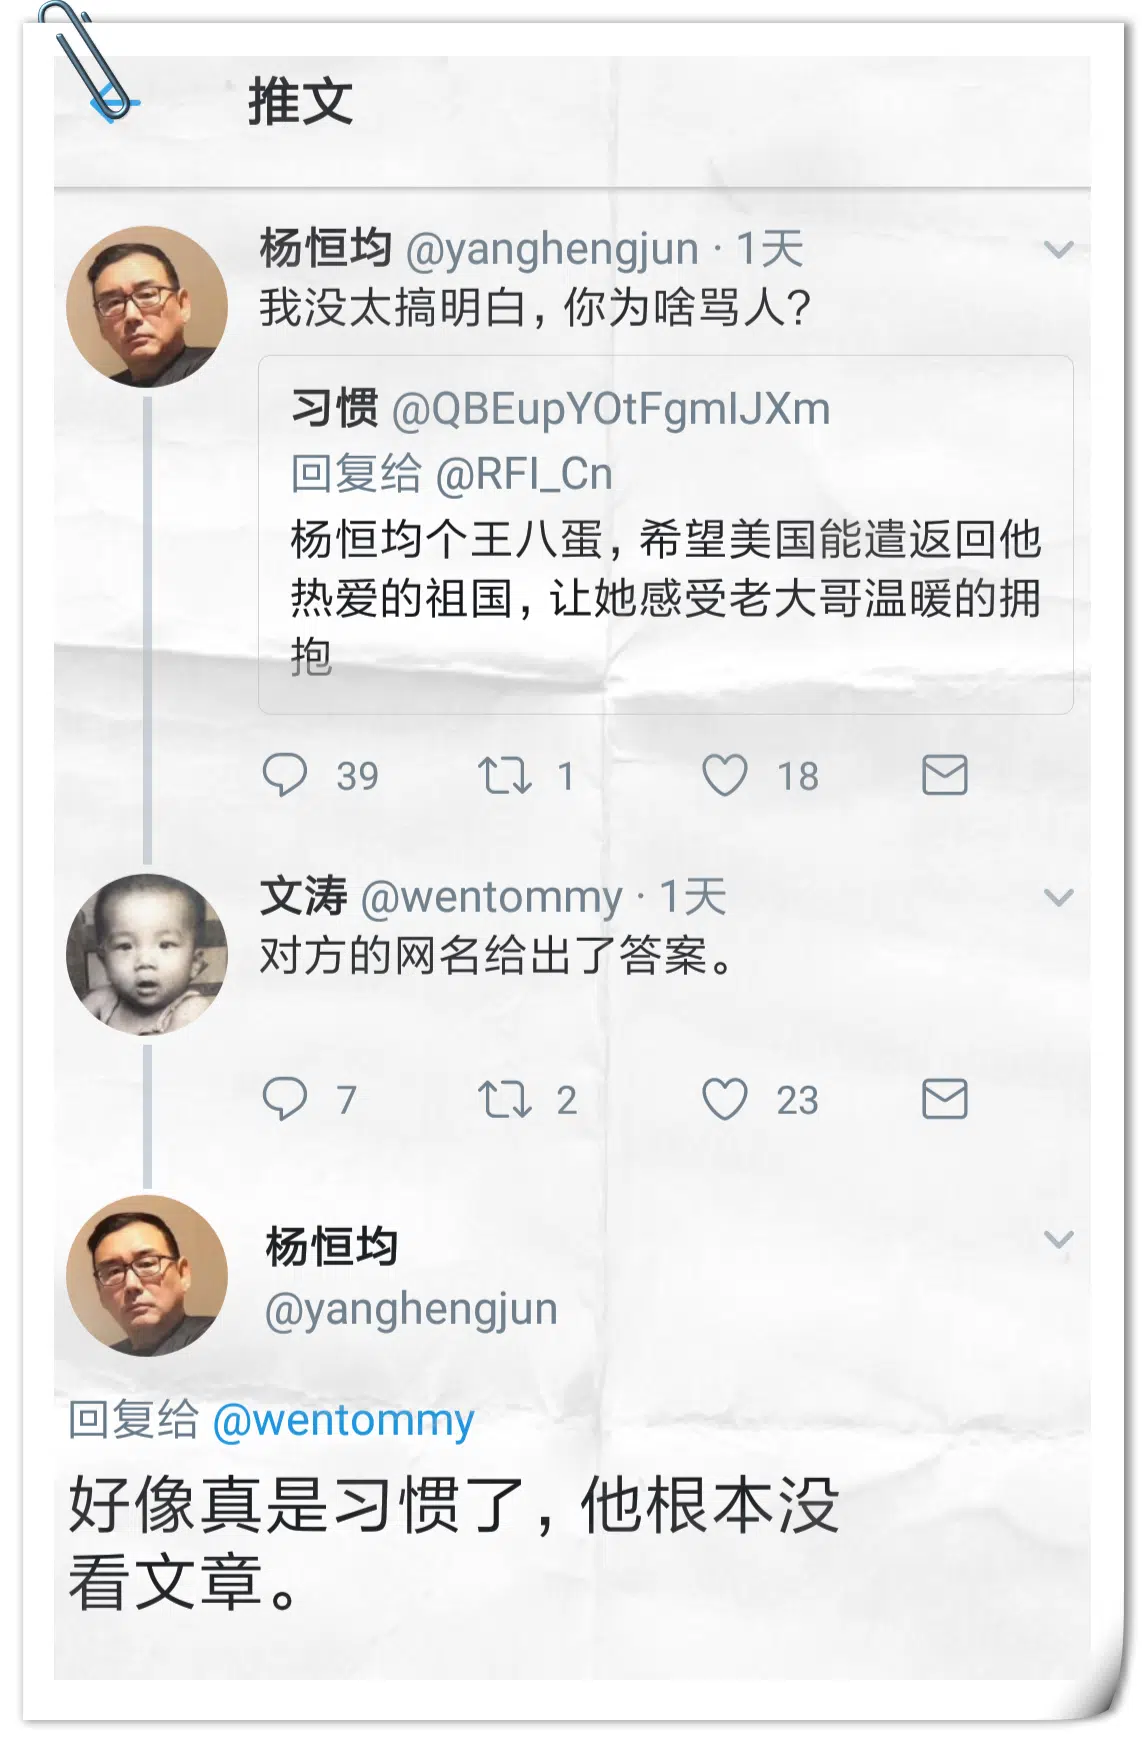 推文
杨恒均 @yanghengjun · 1天
我没太搞明白，你为啥骂人？
习惯 @QBEupYOtFgmIJXm
回复给 @RFI_Cn
杨恒均个王八蛋，希望美国能遣返回他
热爱的祖国，让她感受老大哥温暖的拥
抱
39 1 18
文涛 @wentommy · 1天
对方的网名给出了答案。
7 2 23
杨恒均
@yanghengjun
回复给 @wentommy
好像真是习惯了，他根本没
看文章。